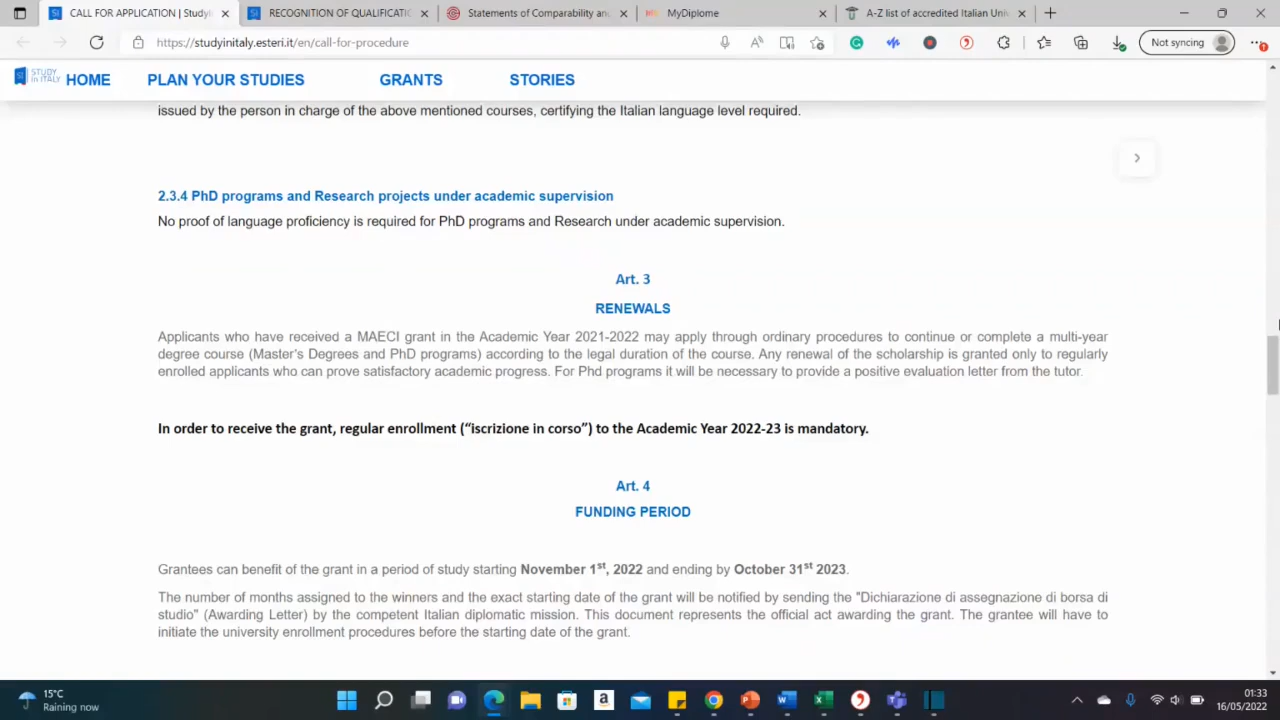 CALL FOR APPLICATION | Studyi
RECOGNITION OF QUALIFICATIO
Statements of Comparability an
MyDiplome
A-Z list of accredited Italian Univ
https://studyinitaly.esteri.it/en/call-for-procedure
Not syncing
STUDY in ITALY
HOME
PLAN YOUR STUDIES
GRANTS
STORIES
issued by the person in charge of the above mentioned courses, certifying the Italian language level required.
2.3.4 PhD programs and Research projects under academic supervision
No proof of language proficiency is required for PhD programs and Research under academic supervision.
Art. 3
RENEWALS
Applicants who have received a MAECI grant in the Academic Year 2021-2022 may apply through ordinary procedures to continue or complete a multi-year
degree course (Master's Degrees and PhD programs) according to the legal duration of the course. Any renewal of the scholarship is granted only to regularly
enrolled applicants who can prove satisfactory academic progress. For Phd programs it will be necessary to provide a positive evaluation letter from the tutor.
In order to receive the grant, regular enrollment (“iscrizione in corso”) to the Academic Year 2022-23 is mandatory.
Art. 4
FUNDING PERIOD
Grantees can benefit of the grant in a period of study starting November 1st, 2022 and ending by October 31st 2023.
The number of months assigned to the winners and the exact starting date of the grant will be notified by sending the "Dichiarazione di assegnazione di borsa di
studio" (Awarding Letter) by the competent Italian diplomatic mission. This document represents the official act awarding the grant. The grantee will have to
initiate the university enrollment procedures before the starting date of the grant.
15°C
Raining now
01:33
16/05/2022